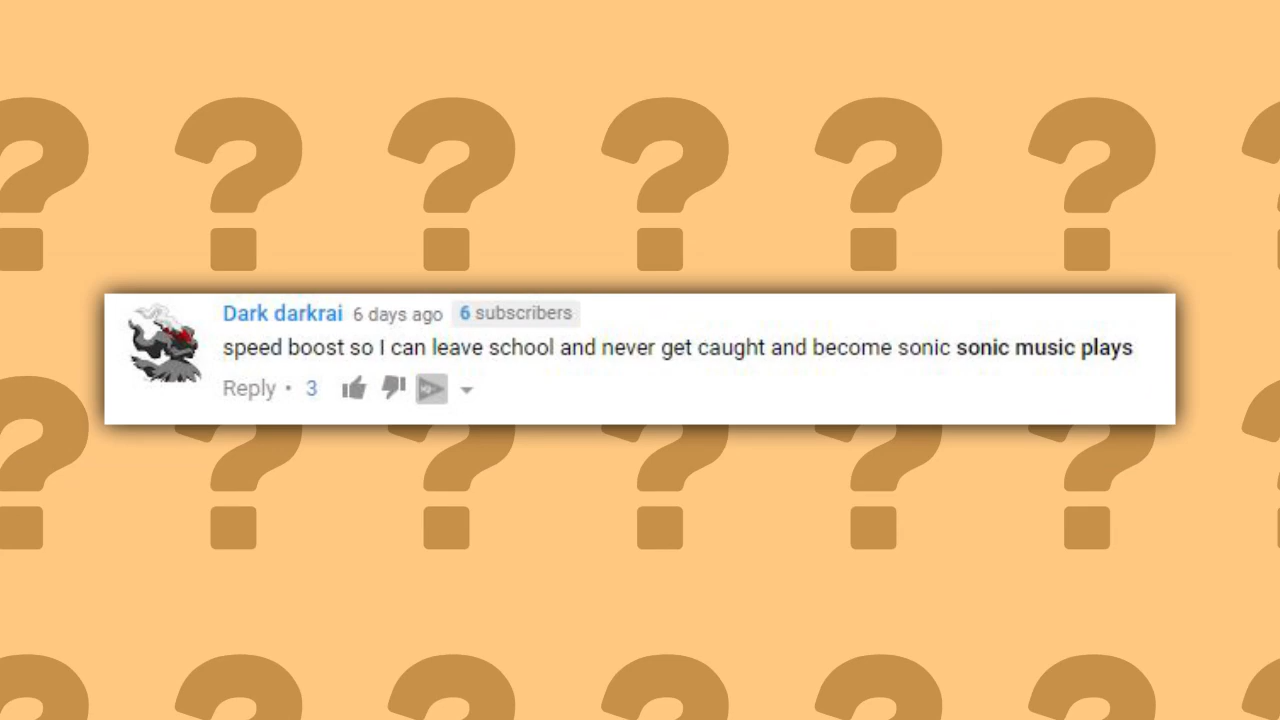 Dark darkrai 6 days ago 6 subscribers
speed boost so I can leave school and never get caught and become sonic sonic music plays
Reply • 3